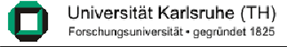 Universität Karlsruhe (TH)
Forschungsuniversität • gegründet 1825